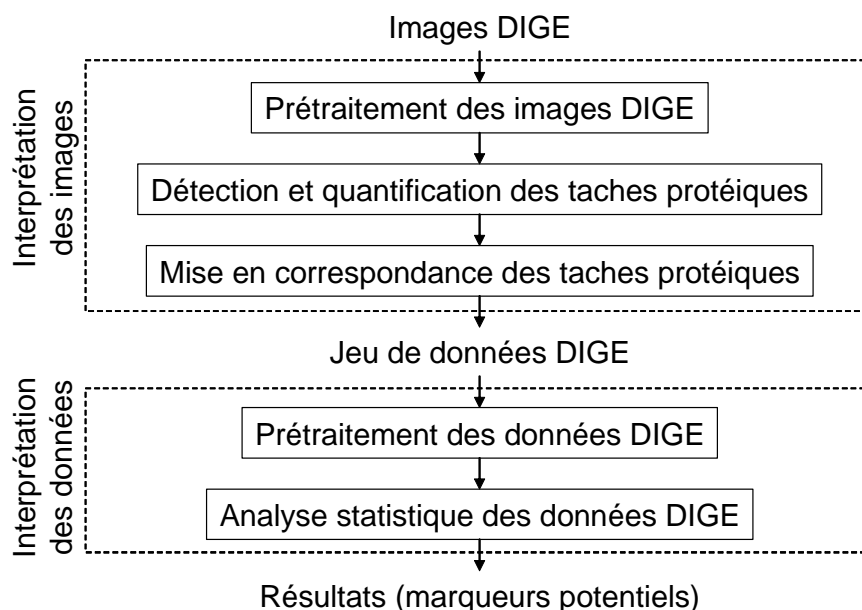 Images DIGE
Interprétation
des images
Prétraitement des images DIGE
Détection et quantification des taches protéiques
Mise en correspondance des taches protéiques
Jeu de données DIGE
Interprétation
des données
Prétraitement des données DIGE
Analyse statistique des données DIGE
Résultats (marqueurs potentiels)